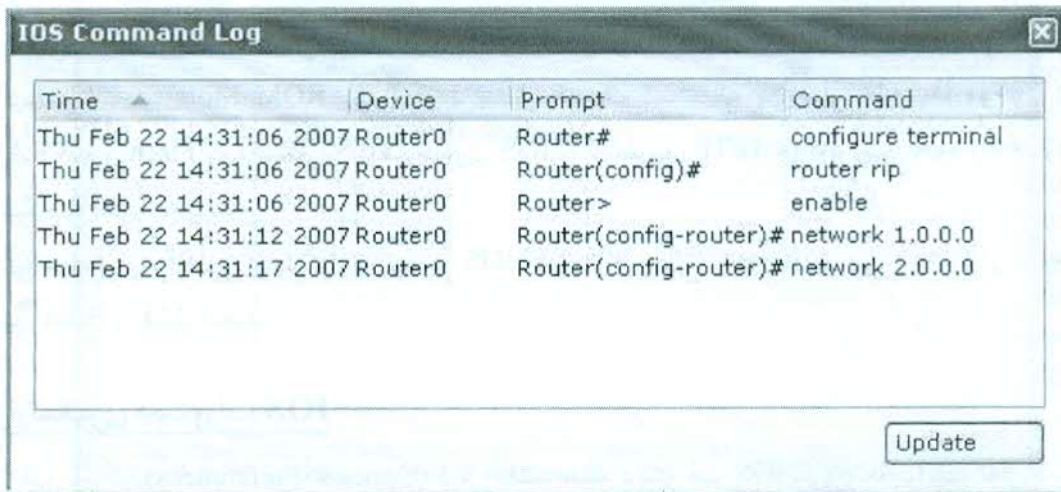 IOS Command Log
Time Device Prompt Command
Thu Feb 22 14:31:06 2007 Router0 Router# configure terminal
Thu Feb 22 14:31:06 2007 Router0 Router(config)# router rip
Thu Feb 22 14:31:06 2007 Router0 Router> enable
Thu Feb 22 14:31:12 2007 Router0 Router(config-router)# network 1.0.0.0
Thu Feb 22 14:31:17 2007 Router0 Router(config-router)# network 2.0.0.0
Update